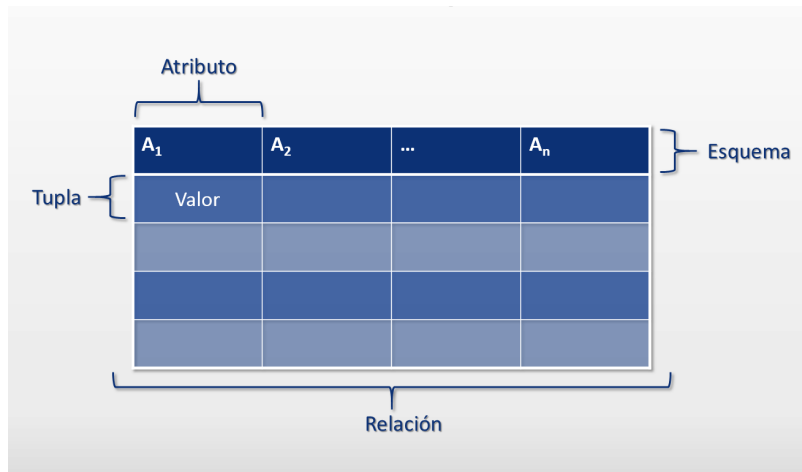 Atributo
A₁ A₂ ... Aₙ
Esquema
Tupla
Valor
Relación